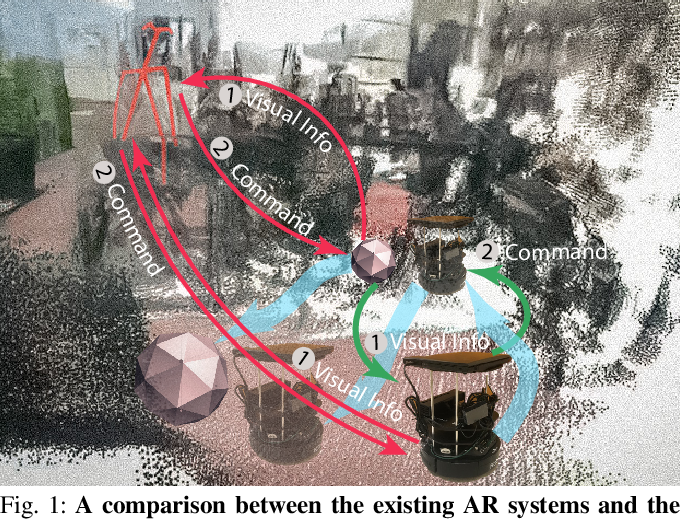 1 Visual Info
2 Command
2 Command
2 Command
1 Visual Info
1 Visual Info
Fig. 1: A comparison between the existing AR systems and the